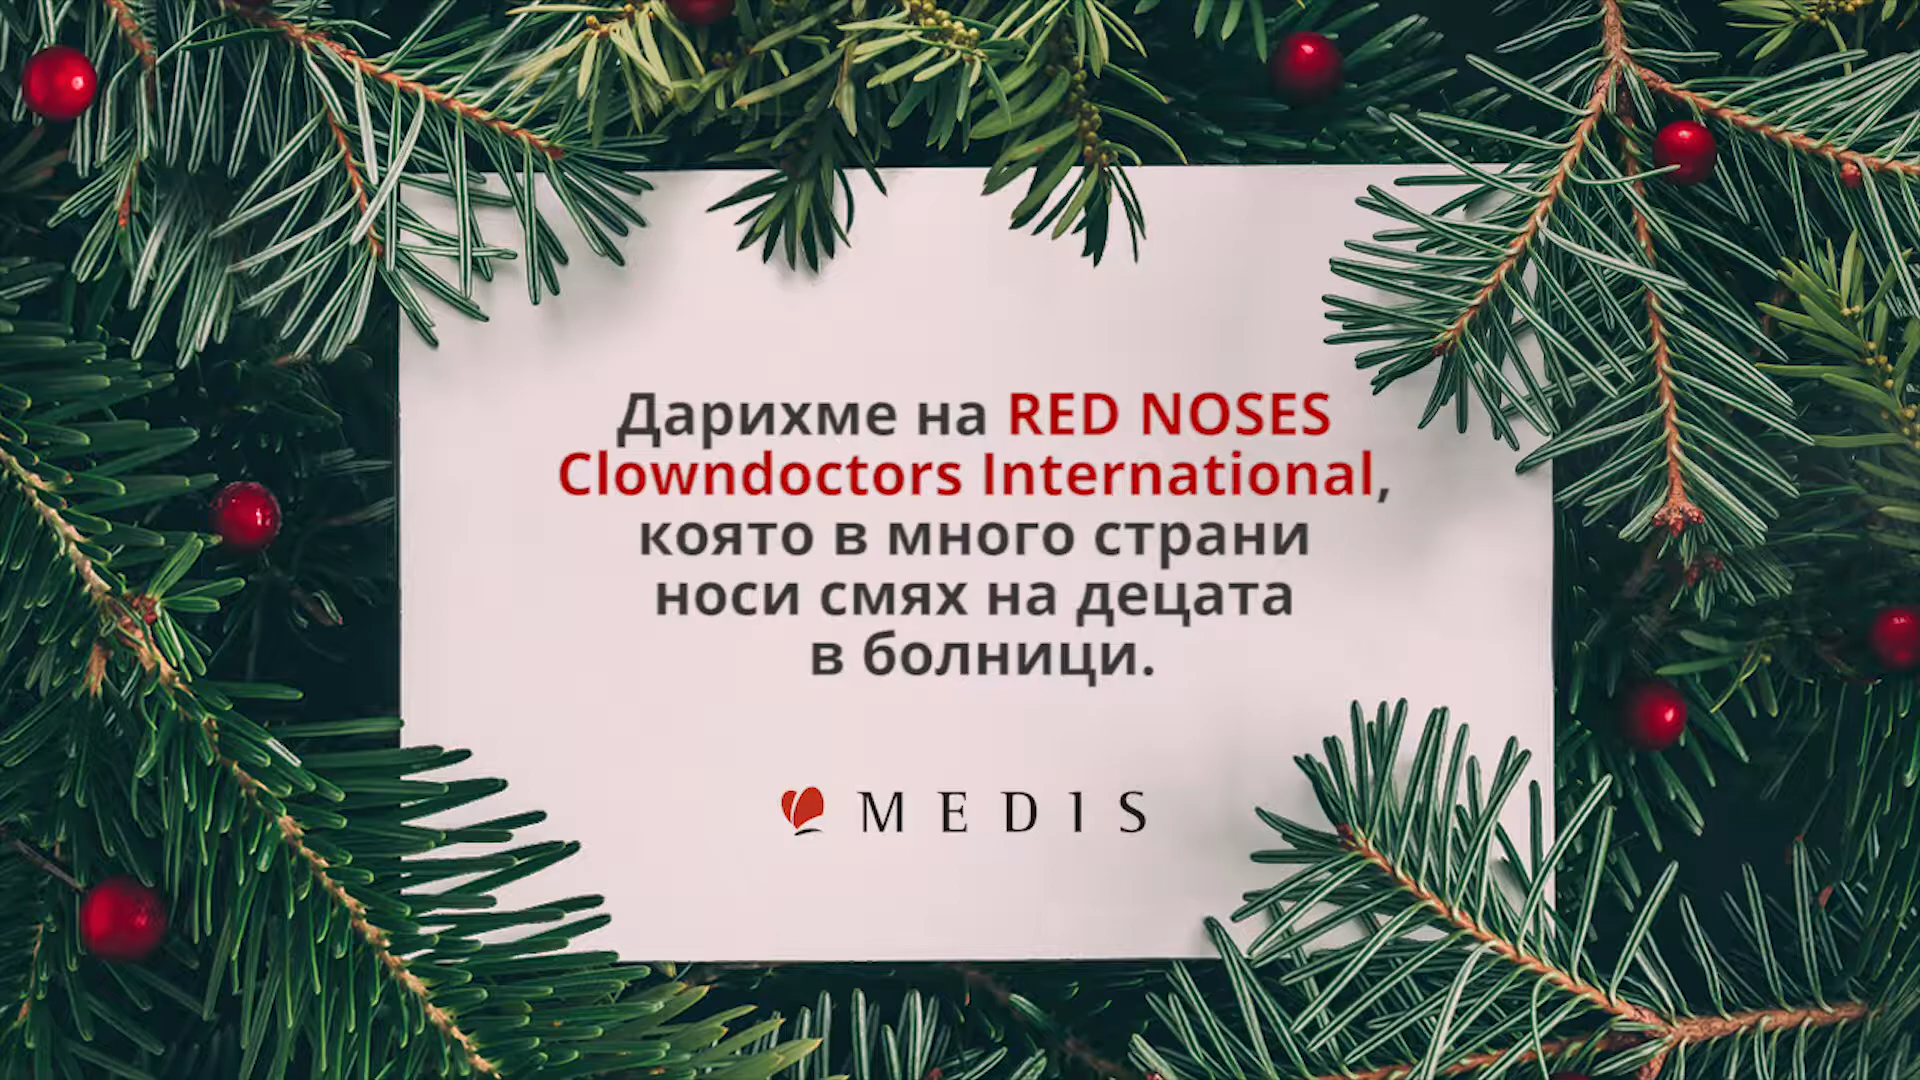 Дарихме на RED NOSES
Clowndoctors International,
която в много страни
носи смях на децата
в болници.
MEDIS